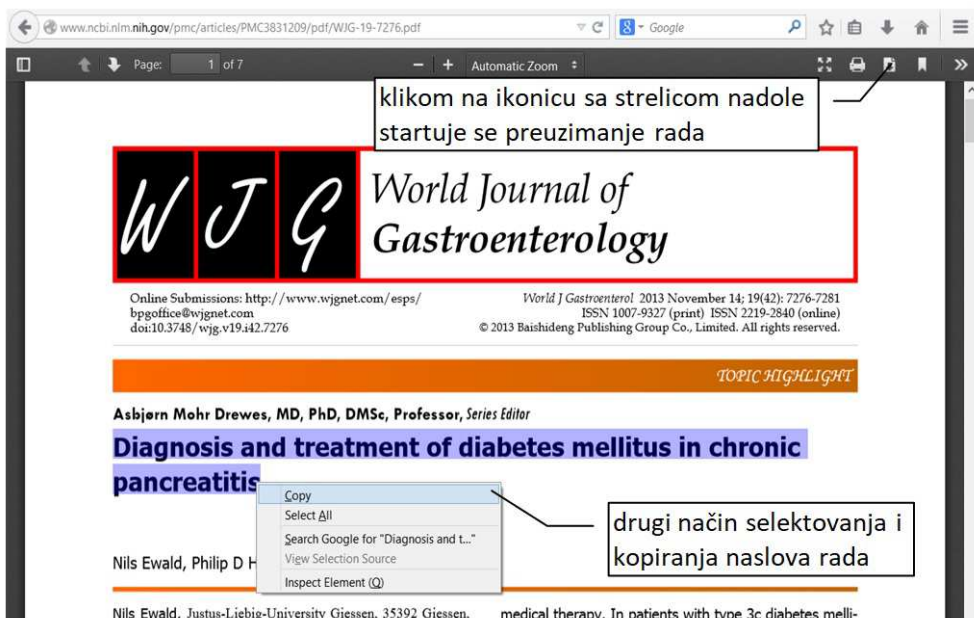 www.ncbi.nlm.nih.gov/pmc/articles/PMC3831209/pdf/WJG-19-7276.pdf
Google
Page: 1 of 7
Automatic Zoom
klikom na ikonicu sa strelicom nadole
startuje se preuzimanje rada
WJG
World Journal of
Gastroenterology
Online Submissions: http://www.wjgnet.com/esps/
bpgoffice@wjgnet.com
doi:10.3748/wjg.v19.i42.7276
World J Gastroenterol 2013 November 14; 19(42): 7276-7281
ISSN 1007-9327 (print) ISSN 2219-2840 (online)
© 2013 Baishideng Publishing Group Co., Limited. All rights reserved.
TOPIC HIGHLIGHT
Asbjørn Mohr Drewes, MD, PhD, DMSc, Professor, Series Editor
Diagnosis and treatment of diabetes mellitus in chronic
pancreatitis
Copy
Select All
Search Google for "Diagnosis and t..."
View Selection Source
Inspect Element (Q)
drugi način selektovanja i
kopiranja naslova rada
Nils Ewald, Philip D H
Nils Ewald, Justus-Liebig-University Giessen, 35392 Giessen,
medical therapy. In patients with type 3c diabetes melli-